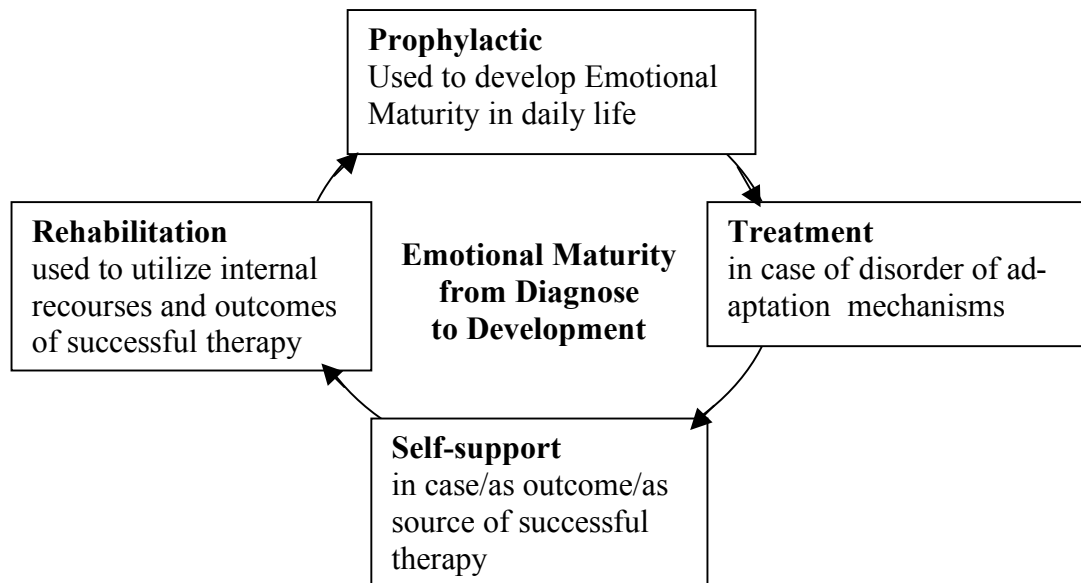 Prophylactic
Used to develop Emotional
Maturity in daily life
Rehabilitation
used to utilize internal
recourses and outcomes
of successful therapy
Emotional Maturity
from Diagnose
to Development
Treatment
in case of disorder of ad-
aptation mechanisms
Self-support
in case/as outcome/as
source of successful
therapy